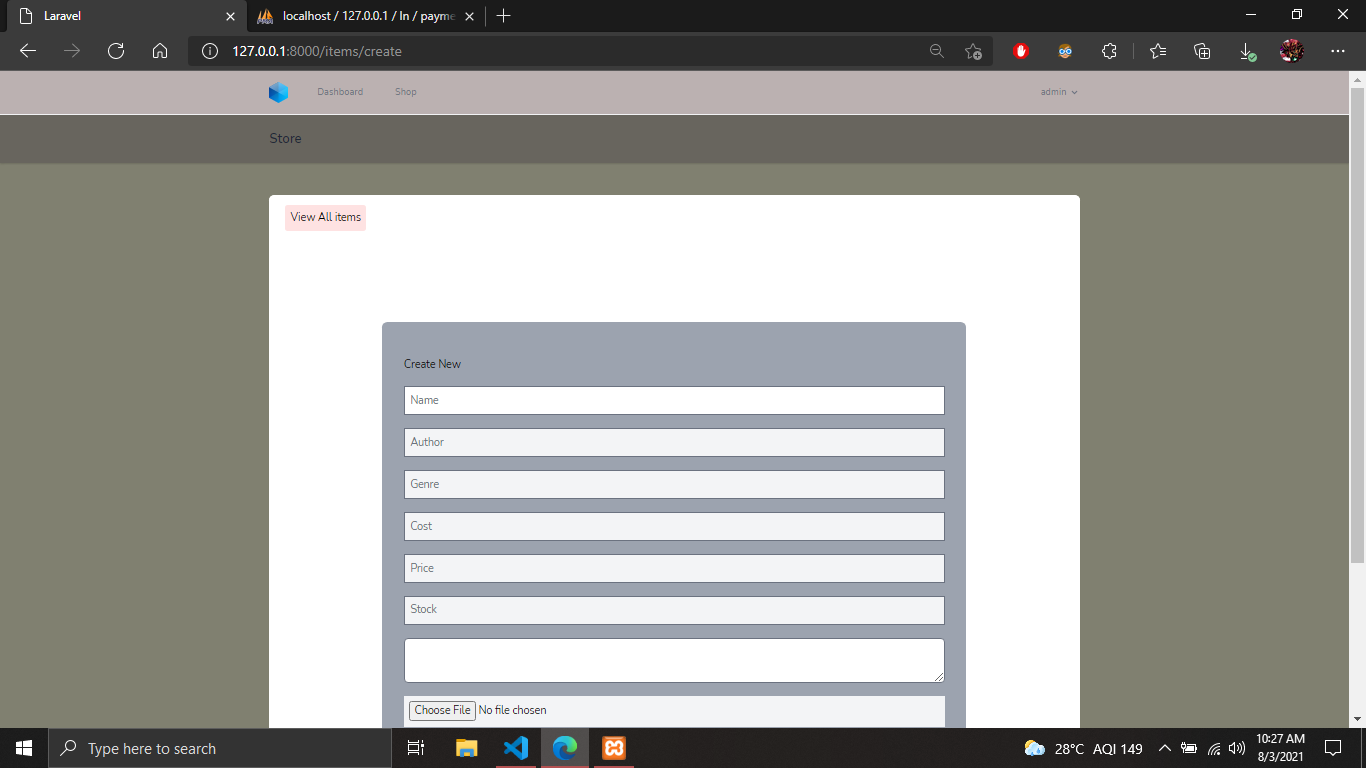 Laravel
localhost / 127.0.0.1 / ln / payme
127.0.0.1:8000/items/create
Dashboard Shop admin
Store
View All items
Create New
Name
Author
Genre
Cost
Price
Stock
Choose File No file chosen
Type here to search
28°C AQI 149
10:27 AM
8/3/2021